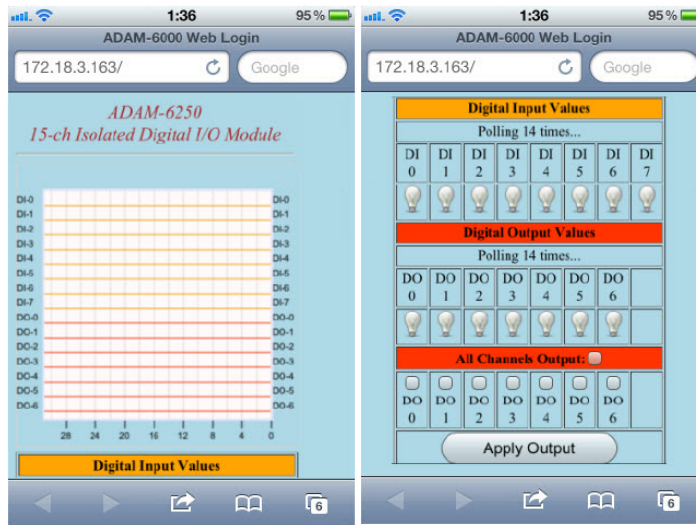 1:36
95%
ADAM-6000 Web Login
172.18.3.163/
Google
ADAM-6250
15-ch Isolated Digital I/O Module
DI-0 DI-0
DI-1 DI-1
DI-2 DI-2
DI-3 DI-3
DI-4 DI-4
DI-5 DI-5
DI-6 DI-6
DI-7 DI-7
DO-0 DO-0
DO-1 DO-1
DO-2 DO-2
DO-3 DO-3
DO-4 DO-4
DO-5 DO-5
DO-6 DO-6
28 24 20 16 12 8 4 0
Digital Input Values
6
1:36
95%
ADAM-6000 Web Login
172.18.3.163/
Google
Digital Input Values
Polling 14 times...
DI DI DI DI DI DI DI DI
0 1 2 3 4 5 6 7
Digital Output Values
Polling 14 times...
DO DO DO DO DO DO DO
0 1 2 3 4 5 6
All Channels Output:
DO DO DO DO DO DO DO
0 1 2 3 4 5 6
Apply Output
6